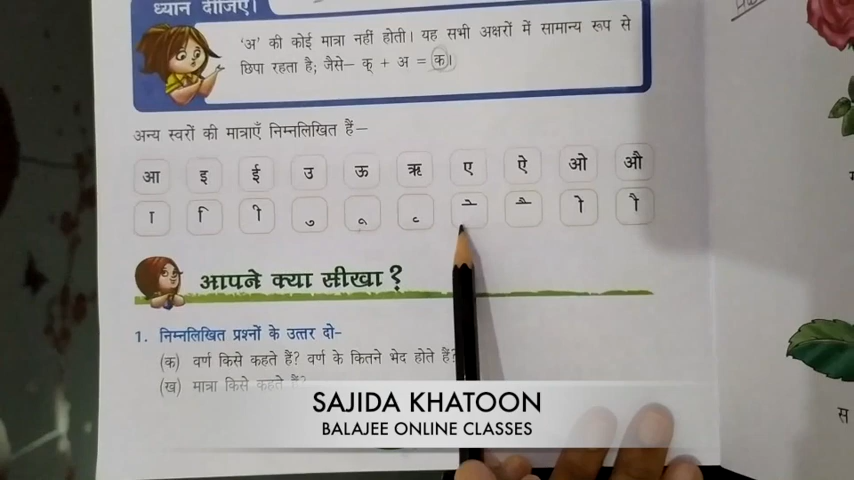 ध्यान दीजिए।
'अ' की कोई मात्रा नहीं होती। यह सभी अक्षरों में सामान्य रूप से
छिपा रहता है; जैसे– क् + अ = क।
अन्य स्वरों की मात्राएँ निम्नलिखित हैं–
आ इ ई उ ऊ ऋ ए ऐ ओ औ
ा ि ी ु ू ृ े ै ो ौ
आपने क्या सीखा?
1. निम्नलिखित प्रश्नों के उत्तर दो–
(क) वर्ण किसे कहते हैं? वर्ण के कितने भेद होते हैं?
(ख) मात्रा किसे कहते हैं?
SAJIDA KHATOON
BALAJEE ONLINE CLASSES